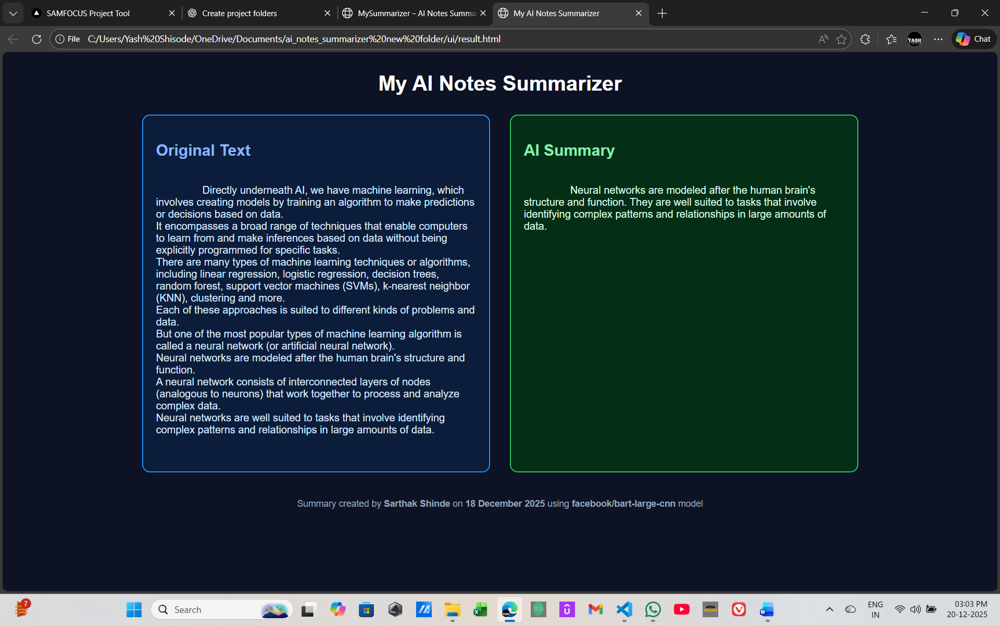 SAMFOCUS Project Tool
Create project folders
MySummarizer – AI Notes Summa
My AI Notes Summarizer
File C:/Users/Yash%20Shisode/OneDrive/Documents/ai_notes_summarizer%20new%20folder/ui/result.html
YASH
Chat
My AI Notes Summarizer
Original Text
Directly underneath AI, we have machine learning, which
involves creating models by training an algorithm to make predictions
or decisions based on data.
It encompasses a broad range of techniques that enable computers
to learn from and make inferences based on data without being
explicitly programmed for specific tasks.
There are many types of machine learning techniques or algorithms,
including linear regression, logistic regression, decision trees,
random forest, support vector machines (SVMs), k-nearest neighbor
(KNN), clustering and more.
Each of these approaches is suited to different kinds of problems and
data.
But one of the most popular types of machine learning algorithm is
called a neural network (or artificial neural network).
Neural networks are modeled after the human brain's structure and
function.
A neural network consists of interconnected layers of nodes
(analogous to neurons) that work together to process and analyze
complex data.
Neural networks are well suited to tasks that involve identifying
complex patterns and relationships in large amounts of data.
AI Summary
Neural networks are modeled after the human brain's
structure and function. They are well suited to tasks that involve
identifying complex patterns and relationships in large amounts of
data.
Summary created by Sarthak Shinde on 18 December 2025 using facebook/bart-large-cnn model
7
Search
YASH
APNA
COLLEGE
ENG
IN
03:03 PM
20-12-2025